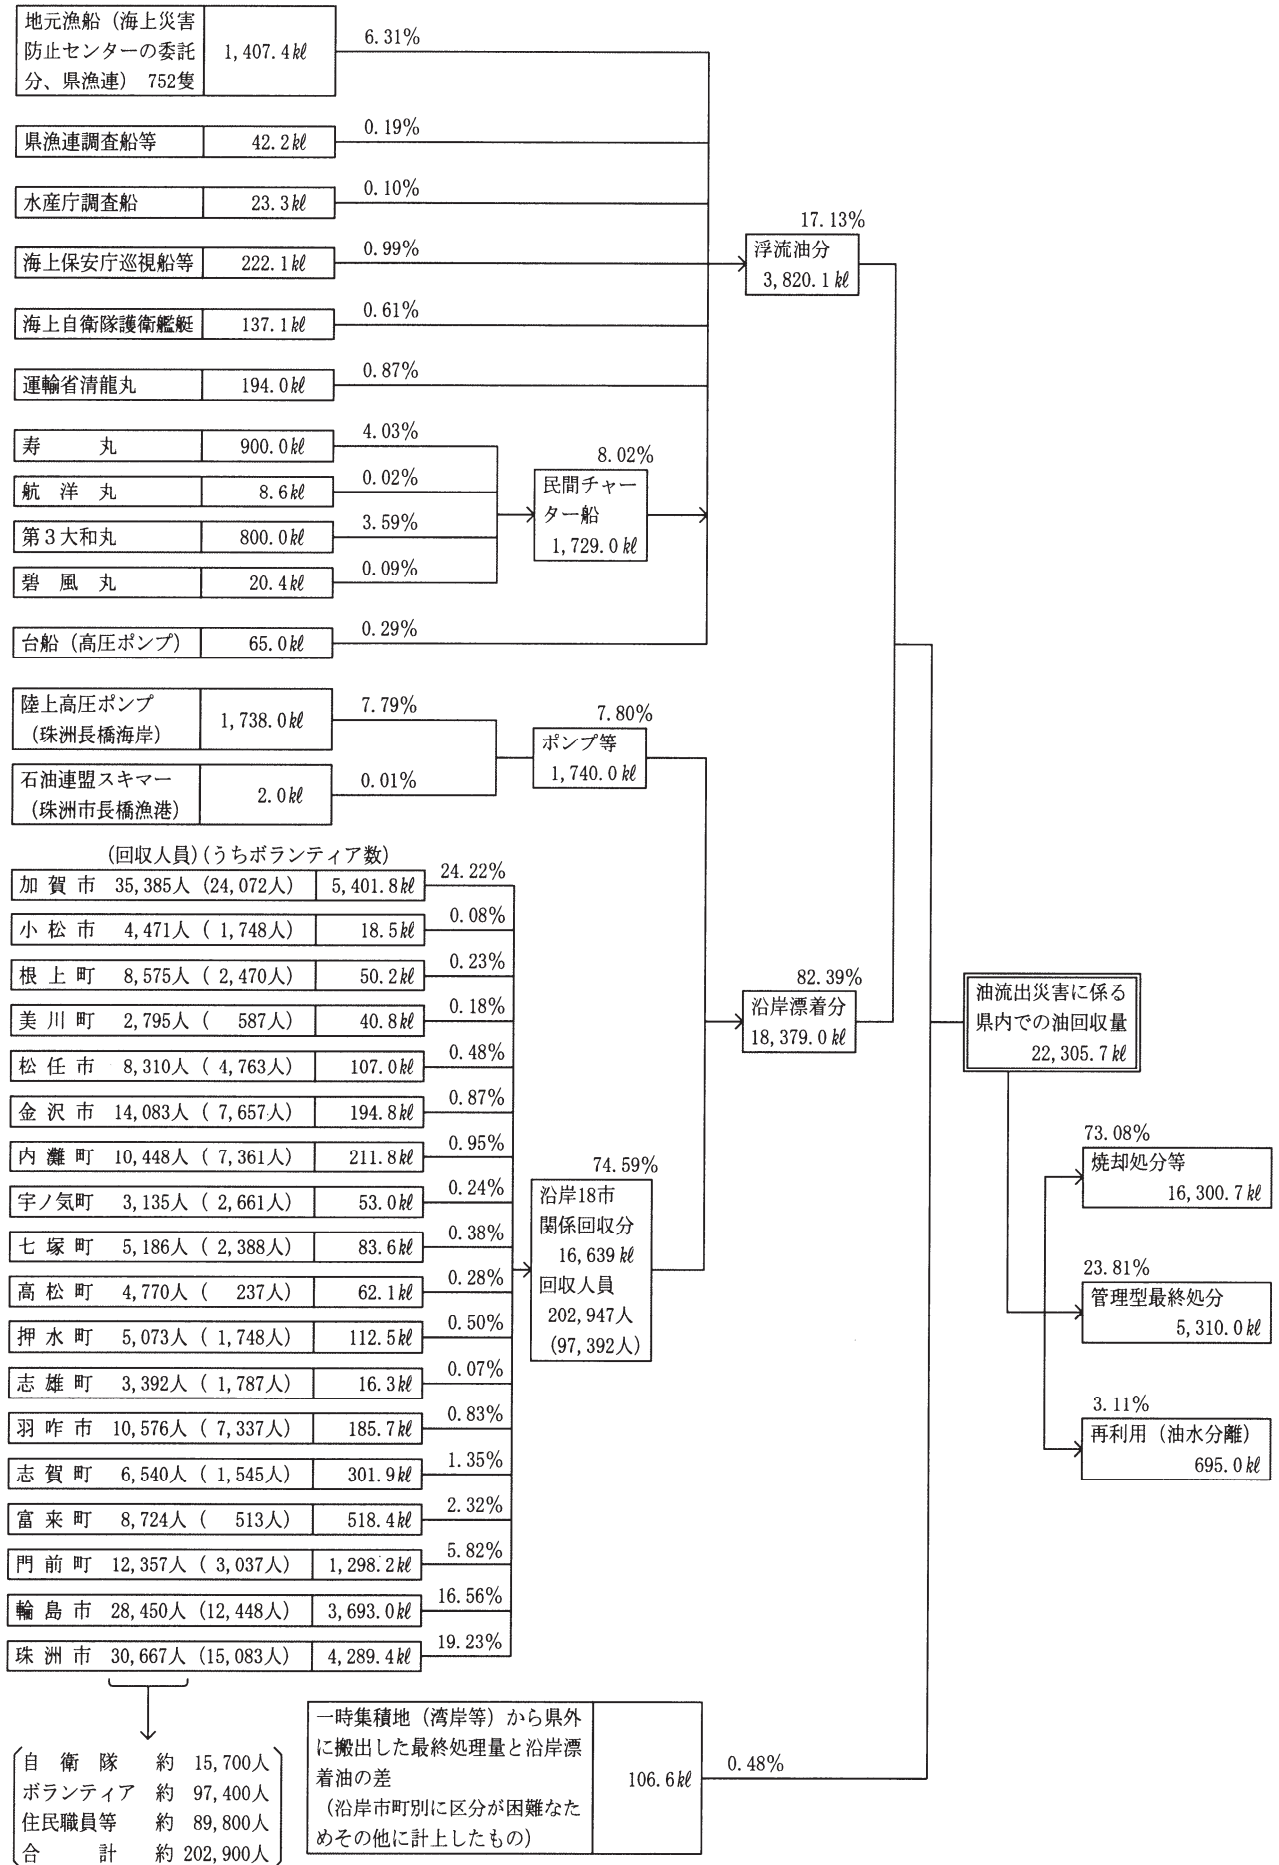 地元漁船（海上災害
防止センターの委託
分、県漁連） 752隻
1,407.4㎘
6.31%
県漁連調査船等 42.2㎘ 0.19%
水産庁調査船 23.3㎘ 0.10%
海上保安庁巡視船等 222.1㎘ 0.99%
海上自衛隊護衛艦艇 137.1㎘ 0.61%
運輸省清龍丸 194.0㎘ 0.87%
寿丸 900.0㎘ 4.03%
航洋丸 8.6㎘ 0.02%
第３大和丸 800.0㎘ 3.59%
碧風丸 20.4㎘ 0.09%
8.02%
民間チャー
ター船
1,729.0㎘
台船（高圧ポンプ） 65.0㎘ 0.29%
17.13%
浮流油分
3,820.1㎘
陸上高圧ポンプ
（珠洲長橋海岸）
1,738.0㎘
7.79%
石油連盟スキマー
（珠洲市長橋漁港）
2.0㎘
0.01%
7.80%
ポンプ等
1,740.0㎘
(回収人員)(うちボランティア数)
加賀市 35,385人 (24,072人) 5,401.8㎘ 24.22%
小松市 4,471人 ( 1,748人) 18.5㎘ 0.08%
根上町 8,575人 ( 2,470人) 50.2㎘ 0.23%
美川町 2,795人 ( 587人) 40.8㎘ 0.18%
松任市 8,310人 ( 4,763人) 107.0㎘ 0.48%
金沢市 14,083人 ( 7,657人) 194.8㎘ 0.87%
内灘町 10,448人 ( 7,361人) 211.8㎘ 0.95%
宇ノ気町 3,135人 ( 2,661人) 53.0㎘ 0.24%
七塚町 5,186人 ( 2,388人) 83.6㎘ 0.38%
高松町 4,770人 ( 237人) 62.1㎘ 0.28%
押水町 5,073人 ( 1,748人) 112.5㎘ 0.50%
志雄町 3,392人 ( 1,787人) 16.3㎘ 0.07%
羽咋市 10,576人 ( 7,337人) 185.7㎘ 0.83%
志賀町 6,540人 ( 1,545人) 301.9㎘ 1.35%
富来町 8,724人 ( 513人) 518.4㎘ 2.32%
門前町 12,357人 ( 3,037人) 1,298.2㎘ 5.82%
輪島市 28,450人 (12,448人) 3,693.0㎘ 16.56%
珠洲市 30,667人 (15,083人) 4,289.4㎘ 19.23%
74.59%
沿岸18市
関係回収分
16,639㎘
回収人員
202,947人
(97,392人)
82.39%
沿岸漂着分
18,379.0㎘
油流出災害に係る
県内での油回収量
22,305.7㎘
73.08%
焼却処分等
16,300.7㎘
23.81%
管理型最終処分
5,310.0㎘
3.11%
再利用（油水分離）
695.0㎘
自衛隊 約 15,700人
ボランティア 約 97,400人
住民職員等 約 89,800人
合計 約 202,900人
一時集積地（湾岸等）から県外
に搬出した最終処理量と沿岸漂
着油の差
（沿岸市町別に区分が困難なた
めその他に計上したもの）
106.6㎘
0.48%